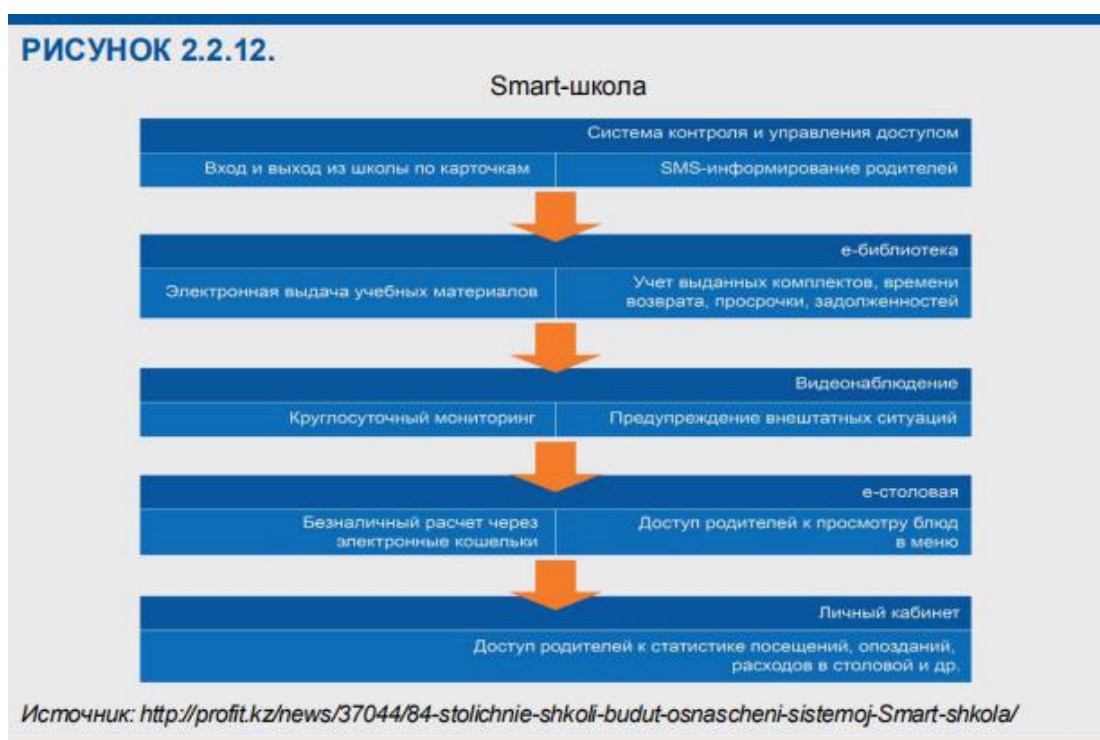 РИСУНОК 2.2.12.
Smart-школа
Система контроля и управления доступом
Вход и выход из школы по карточкам
SMS-информирование родителей
е-библиотека
Электронная выдача учебных материалов
Учет выданных комплектов, времени
возврата, просрочки, задолженностей
Видеонаблюдение
Круглосуточный мониторинг
Предупреждение внештатных ситуаций
е-столовая
Безналичный расчет через
электронные кошельки
Доступ родителей к просмотру блюд
в меню
Личный кабинет
Доступ родителей к статистике посещений, опозданий,
расходов в столовой и др.
Источник: http://profit.kz/news/37044/84-stolichnie-shkoli-budut-osnascheni-sistemoj-Smart-shkola/